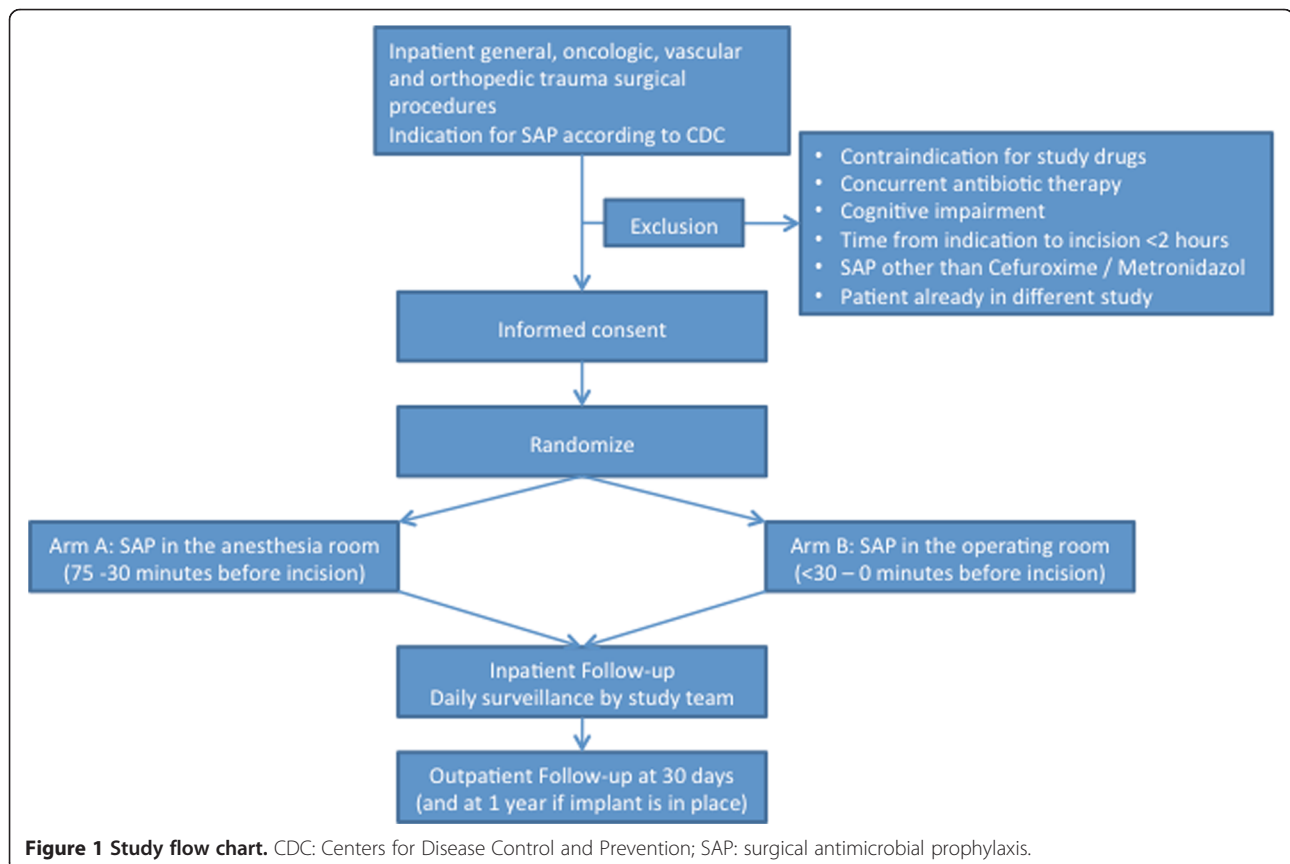 Inpatient general, oncologic, vascular
and orthopedic trauma surgical
procedures
Indication for SAP according to CDC
Exclusion
• Contraindication for study drugs
• Concurrent antibiotic therapy
• Cognitive impairment
• Time from indication to incision <2 hours
• SAP other than Cefuroxime / Metronidazol
• Patient already in different study
Informed consent
Randomize
Arm A: SAP in the anesthesia room
(75 -30 minutes before incision)
Arm B: SAP in the operating room
(<30 – 0 minutes before incision)
Inpatient Follow-up
Daily surveillance by study team
Outpatient Follow-up at 30 days
(and at 1 year if implant is in place)
Figure 1 Study flow chart. CDC: Centers for Disease Control and Prevention; SAP: surgical antimicrobial prophylaxis.